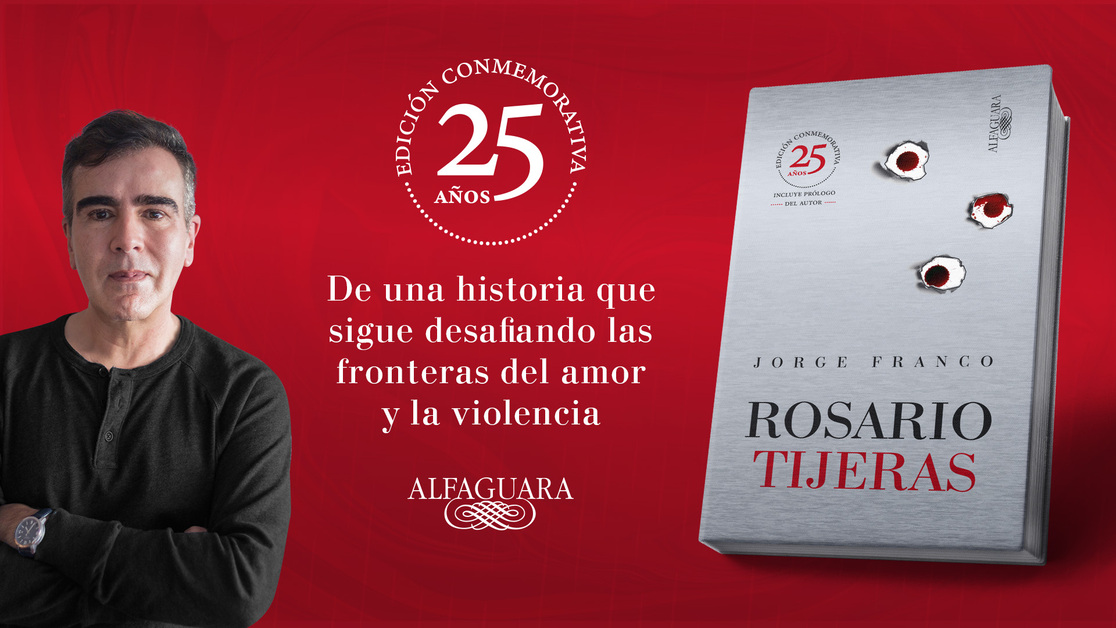 EDICIÓN CONMEMORATIVA
25
AÑOS
De una historia que
sigue desafiando las
fronteras del amor
y la violencia
ALFAGUARA
EDICIÓN CONMEMORATIVA
25
AÑOS
INCLUYE PRÓLOGO
DEL AUTOR
ALFAGUARA
JORGE FRANCO
ROSARIO
TIJERAS